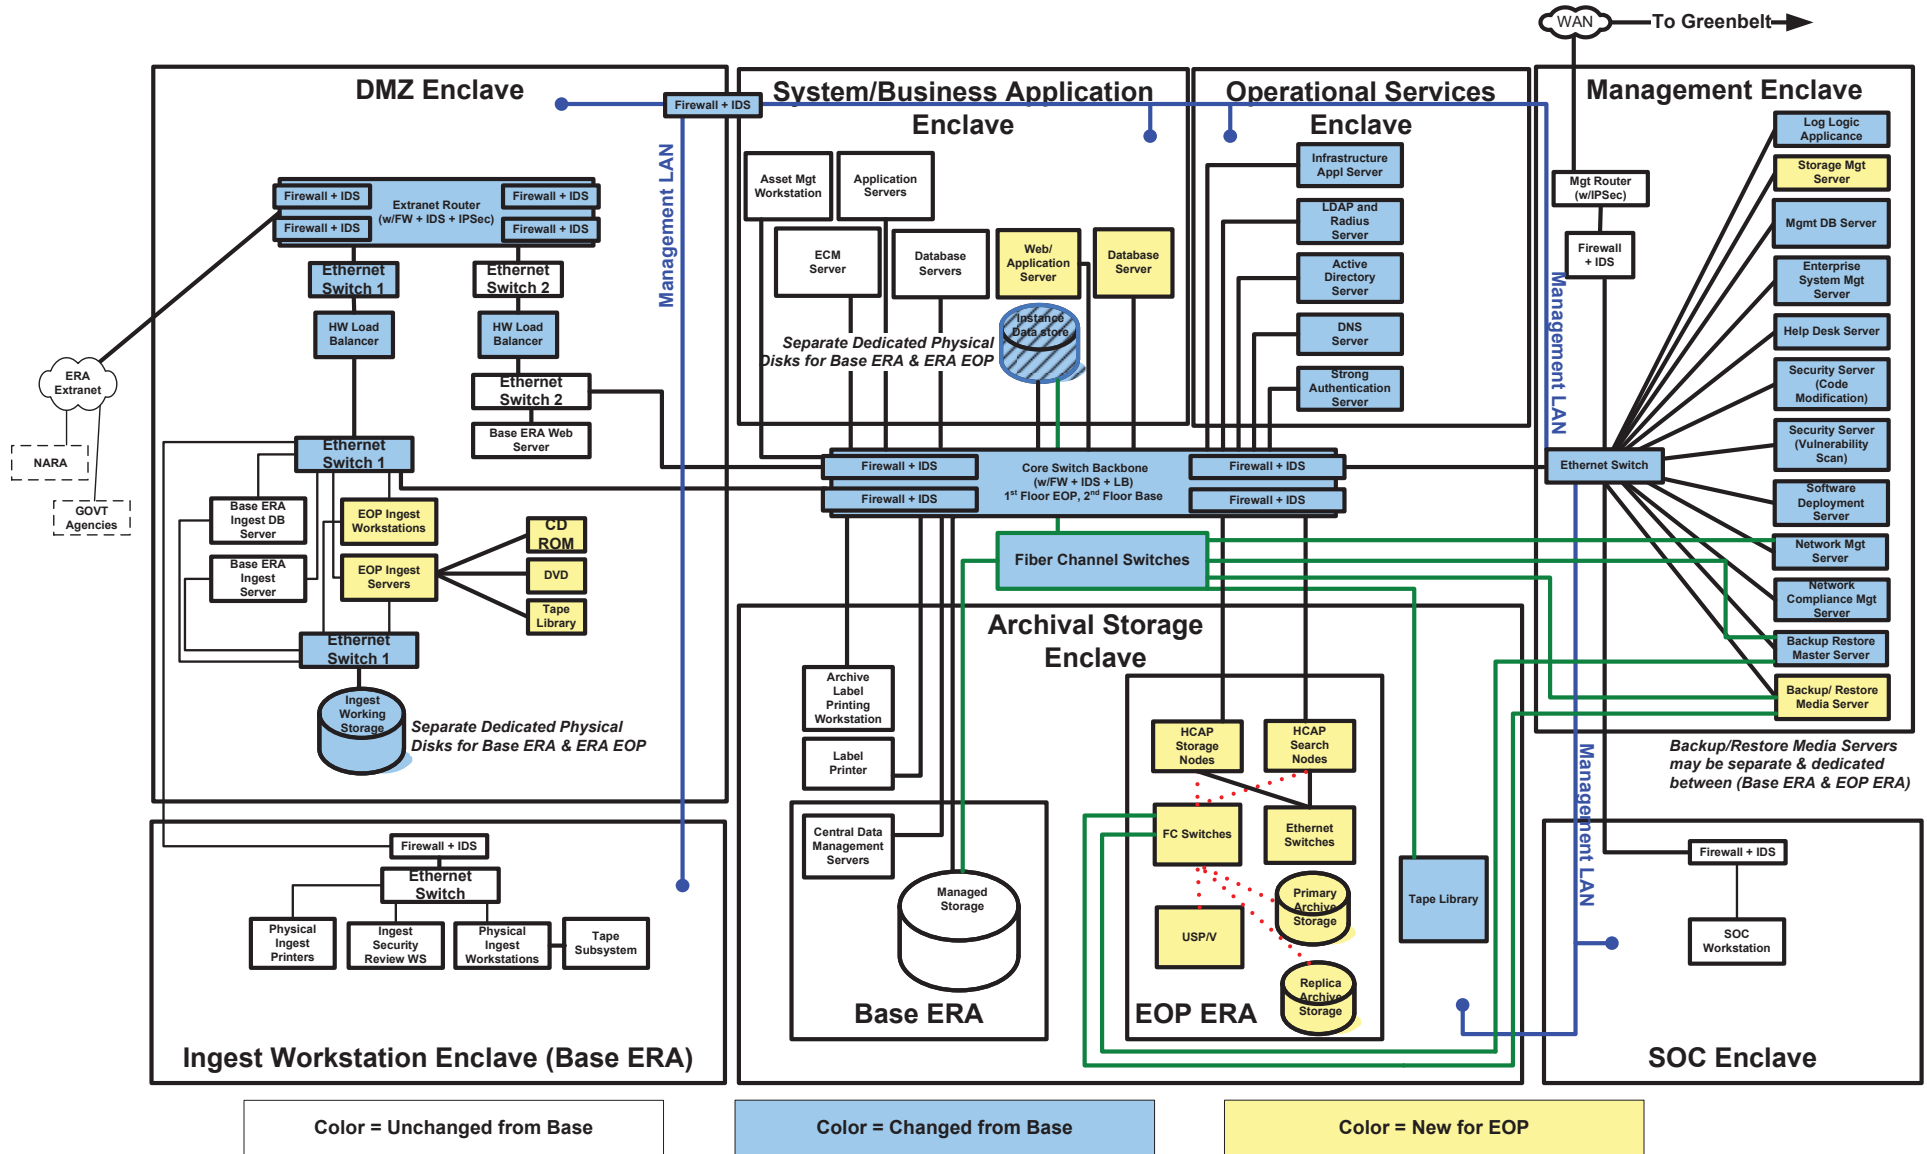 WAN
To Greenbelt
DMZ Enclave
Firewall + IDS
Management LAN
Firewall + IDS
Firewall + IDS
Extranet Router
(w/FW + IDS + IPSec)
Firewall + IDS
Firewall + IDS
Ethernet
Switch 1
Ethernet
Switch 2
HW Load
Balancer
HW Load
Balancer
Ethernet
Switch 2
Base ERA Web
Server
ERA
Extranet
NARA
GOVT
Agencies
Ethernet
Switch 1
Base ERA
Ingest DB
Server
EOP Ingest
Workstations
Base ERA
Ingest
Server
EOP Ingest
Servers
CD
ROM
DVD
Tape
Library
Ethernet
Switch 1
Ingest
Working
Storage
Separate Dedicated Physical
Disks for Base ERA & ERA EOP
System/Business Application
Enclave
Asset Mgt
Workstation
Application
Servers
ECM
Server
Database
Servers
Web/
Application
Server
Database
Server
Instance
Data store
Separate Dedicated Physical
Disks for Base ERA & ERA EOP
Operational Services
Enclave
Infrastructure
Appl Server
LDAP and
Radius
Server
Active
Directory
Server
DNS
Server
Strong
Authentication
Server
Firewall + IDS
Firewall + IDS
Core Switch Backbone
(w/FW + IDS + LB)
1st Floor EOP, 2nd Floor Base
Firewall + IDS
Firewall + IDS
Fiber Channel Switches
Management Enclave
Management LAN
Mgt Router
(w/IPSec)
Firewall
+ IDS
Ethernet Switch
Log Logic
Applicance
Storage Mgt
Server
Mgmt DB Server
Enterprise
System Mgt
Server
Help Desk Server
Security Server
(Code
Modification)
Security Server
(Vulnerability
Scan)
Software
Deployment
Server
Network Mgt
Server
Network
Compliance Mgt
Server
Backup Restore
Master Server
Backup/ Restore
Media Server
Backup/Restore Media Servers
may be separate & dedicated
between (Base ERA & EOP ERA)
Management LAN
Archival Storage
Enclave
Archive
Label
Printing
Workstation
Label
Printer
Central Data
Management
Servers
Managed
Storage
Base ERA
HCAP
Storage
Nodes
HCAP
Search
Nodes
FC Switches
Ethernet
Switches
USP/V
Primary
Archive
Storage
Replica
Archive
Storage
EOP ERA
Tape Library
Firewall + IDS
Ethernet
Switch
Physical
Ingest
Printers
Ingest
Security
Review WS
Physical
Ingest
Workstations
Tape
Subsystem
Ingest Workstation Enclave (Base ERA)
Firewall + IDS
SOC
Workstation
SOC Enclave
Color = Unchanged from Base
Color = Changed from Base
Color = New for EOP